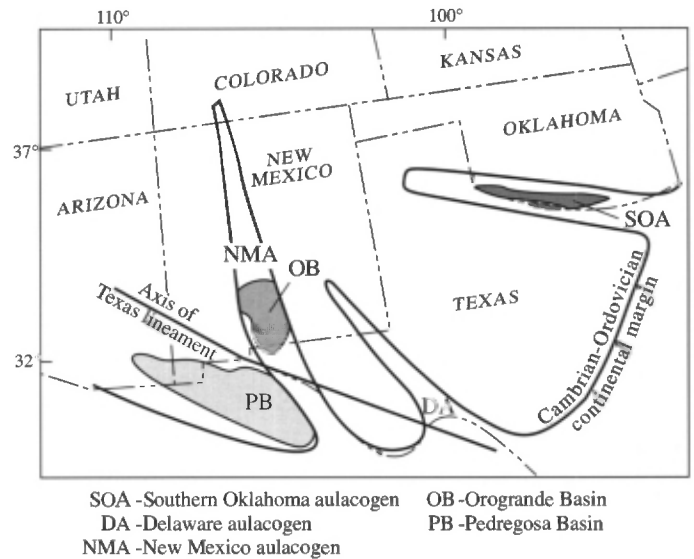 110°
100°
UTAH
COLORADO
KANSAS
OKLAHOMA
37°
NEW
MEXICO
ARIZONA
SOA
NMA
OB
Axis of
Texas lineament
TEXAS
Cambrian-Ordovician
continental margin
32
PB
DA
SOA -Southern Oklahoma aulacogen
DA -Delaware aulacogen
NMA -New Mexico aulacogen
OB -Orogrande Basin
PB -Pedregosa Basin